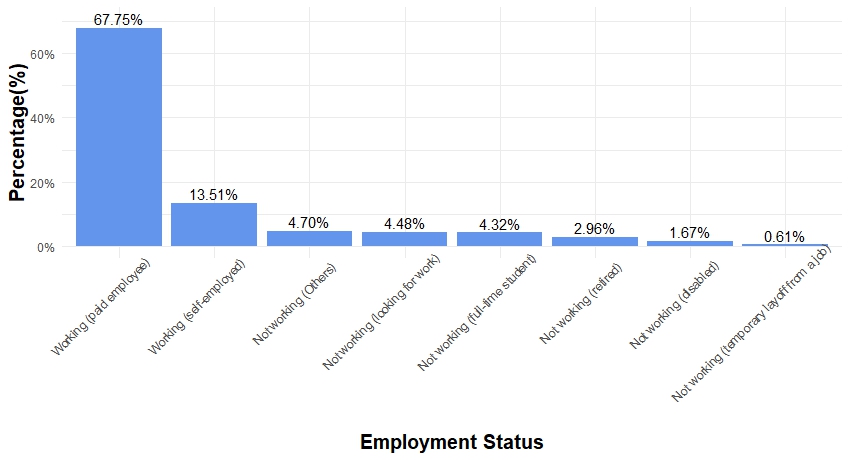 Percentage(%)
60%
40%
20%
0%
67.75%
13.51%
4.70%
4.48%
4.32%
2.96%
1.67%
0.61%
Working (paid employee)
Working (self-employed)
Not working (Others)
Not working (looking for work)
Not working (full-time student)
Not working (retired)
Not working (disabled)
Not working (temporary layoff from a job)
Employment Status